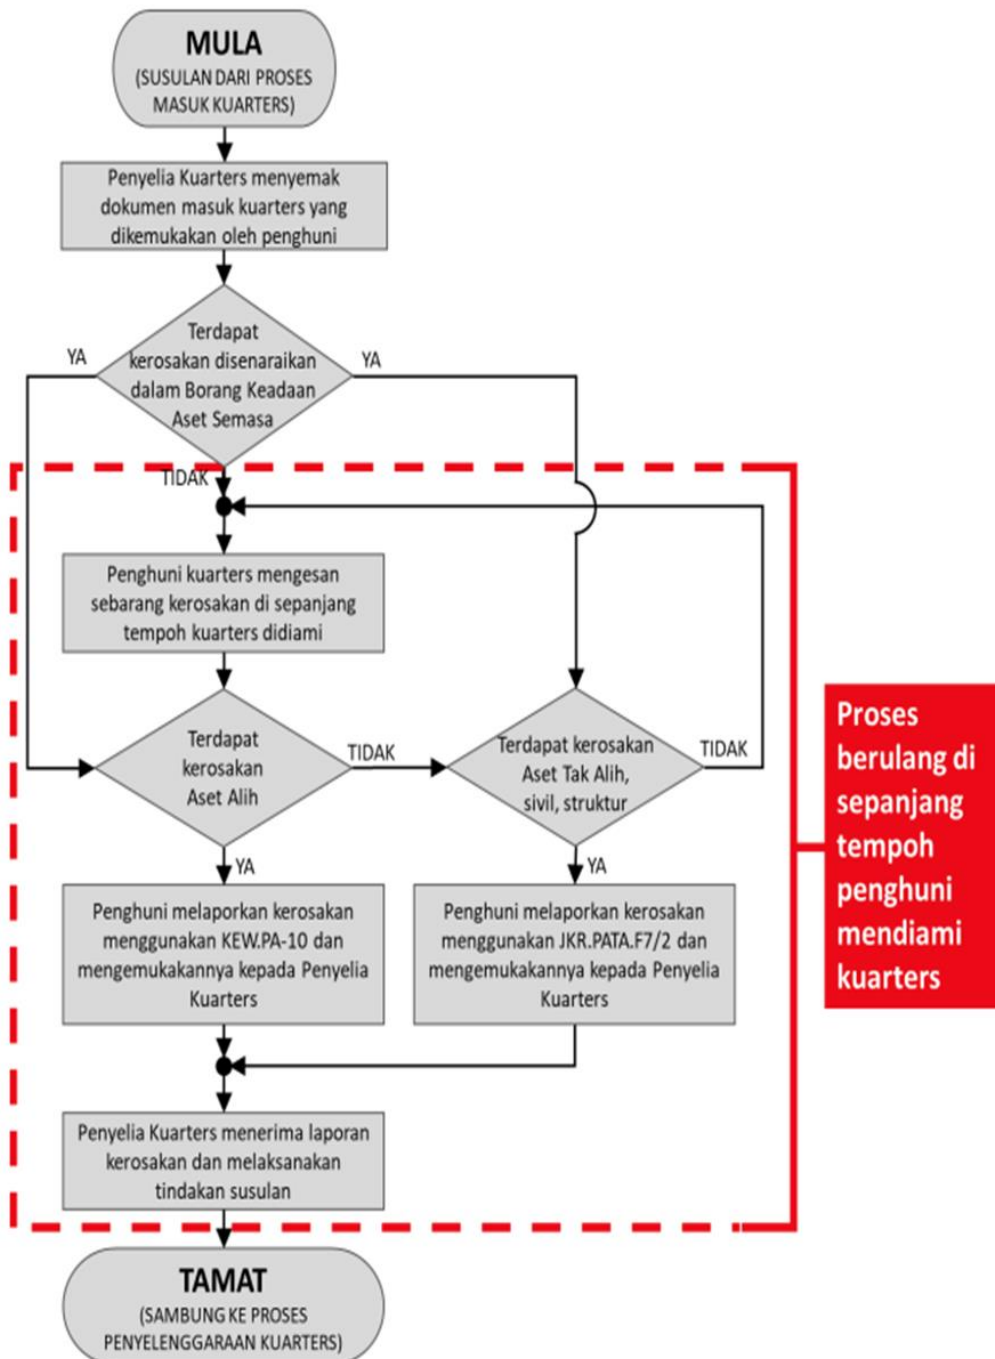 MULA
(SUSULAN DARI PROSES
MASUK KUARTERS)
Penyelia Kuarters menyemak
dokumen masuk kuarters yang
dikemukakan oleh penghuni
Terdapat
kerosakan disenaraikan
dalam Borang Keadaan
Aset Semasa
YA
YA
TIDAK
Penghuni kuarters mengesan
sebarang kerosakan di sepanjang
tempoh kuarters didiami
Terdapat
kerosakan
Aset Alih
TIDAK
Terdapat kerosakan
Aset Tak Alih,
sivil, struktur
TIDAK
YA
YA
Penghuni melaporkan kerosakan
menggunakan KEW.PA-10 dan
mengemukakannya kepada Penyelia
Kuarters
Penghuni melaporkan kerosakan
menggunakan JKR.PATA.F7/2 dan
mengemukakannya kepada Penyelia
Kuarters
Proses
berulang di
sepanjang
tempoh
penghuni
mendiami
kuarters
Penyelia Kuarters menerima laporan
kerosakan dan melaksanakan
tindakan susulan
TAMAT
(SAMBUNG KE PROSES
PENYELENGGARAAN KUARTERS)